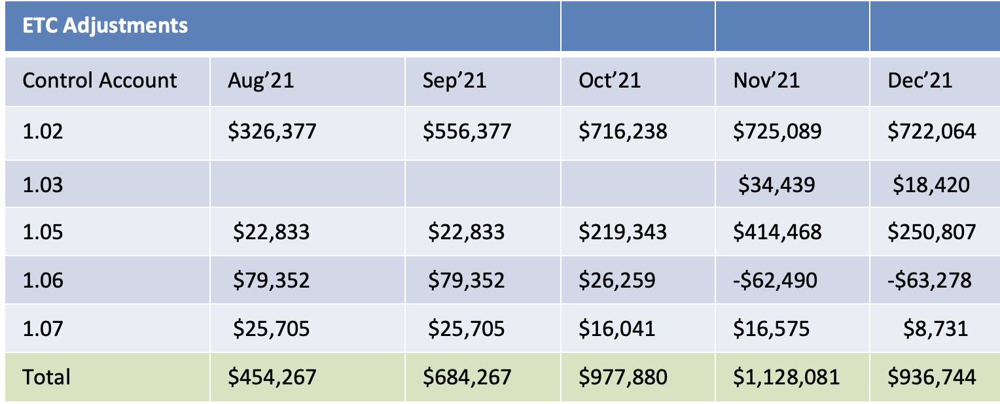 ETC Adjustments
Control Account Aug’21 Sep’21 Oct’21 Nov’21 Dec’21
1.02 $326,377 $556,377 $716,238 $725,089 $722,064
1.03 $34,439 $18,420
1.05 $22,833 $22,833 $219,343 $414,468 $250,807
1.06 $79,352 $79,352 $26,259 -$62,490 -$63,278
1.07 $25,705 $25,705 $16,041 $16,575 $8,731
Total $454,267 $684,267 $977,880 $1,128,081 $936,744